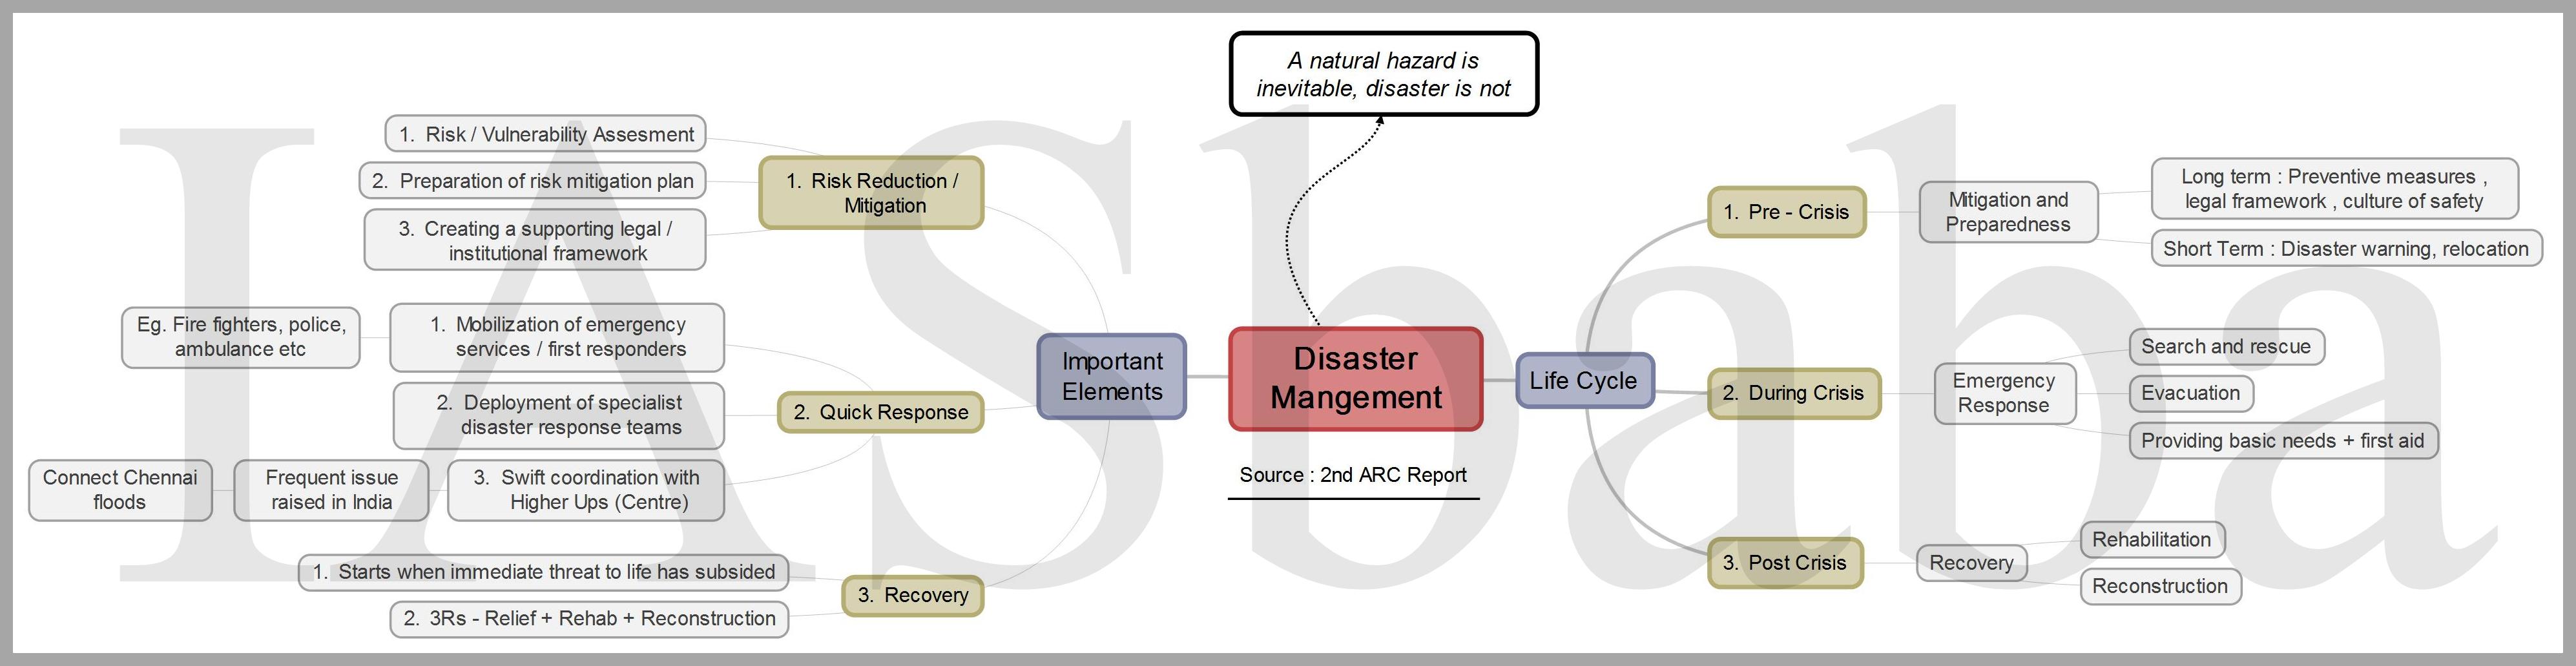 A natural hazard is
inevitable, disaster is not
Disaster
Mangement
Source : 2nd ARC Report
Important
Elements
1. Risk Reduction /
Mitigation
1. Risk / Vulnerability Assesment
2. Preparation of risk mitigation plan
3. Creating a supporting legal /
institutional framework
2. Quick Response
1. Mobilization of emergency
services / first responders
Eg. Fire fighters, police,
ambulance etc
2. Deployment of specialist
disaster response teams
3. Swift coordination with
Higher Ups (Centre)
Frequent issue
raised in India
Connect Chennai
floods
3. Recovery
1. Starts when immediate threat to life has subsided
2. 3Rs - Relief + Rehab + Reconstruction
Life Cycle
1. Pre - Crisis
Mitigation and
Preparedness
Long term : Preventive measures ,
legal framework , culture of safety
Short Term : Disaster warning, relocation
2. During Crisis
Emergency
Response
Search and rescue
Evacuation
Providing basic needs + first aid
3. Post Crisis
Recovery
Rehabilitation
Reconstruction
IASbaba